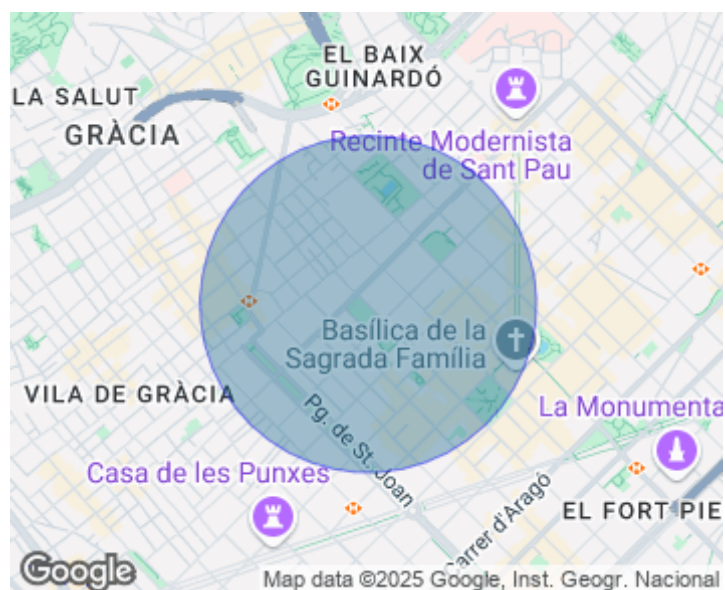 EL BAIX
GUINARDÓ
LA SALUT
GRÀCIA
Recinte Modernista
de Sant Pau
Basílica de la
Sagrada Família
VILA DE GRÀCIA
Pg. de St. Joan
La Monumenta
Casa de les Punxes
Carrer d'Aragó
EL FORT PIE
Google
Map data ©2025 Google, Inst. Geogr. Nacional